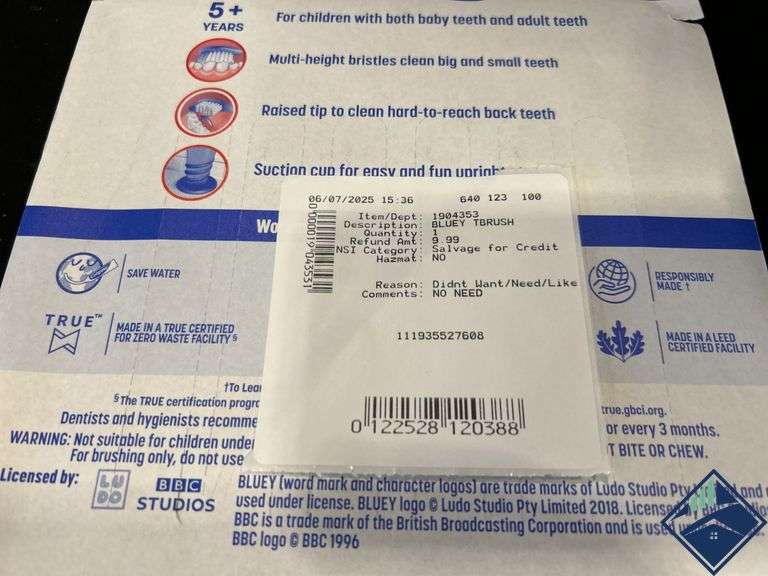 5+
YEARS
For children with both baby teeth and adult teeth
Multi-height bristles clean big and small teeth
Raised tip to clean hard-to-reach back teeth
Suction cup for easy and fun upright
06/07/2025 15:36 640 123 100
Item/Dept: 1904353
Description: BLUEY TBRUSH
Quantity: 1
Refund Amt: 9.99
NSI Category: Salvage for Credit
Hazmat: NO
Reason: Didnt Want/Need/Like
Comments: NO NEED
111935527608
0 122528 120388
SAVE WATER
RESPONSIBLY
MADE †
TRUE™
MADE IN A TRUE CERTIFIED
FOR ZERO WASTE FACILITY §
MADE IN A LEED
CERTIFIED FACILITY
†To Lear
§The TRUE certification progr
true.gbci.org.
Dentists and hygienists recomme
or every 3 months.
WARNING: Not suitable for children unde
T BITE OR CHEW.
For brushing only, do not use
Licensed by:
LUDO
BBC
STUDIOS
BLUEY (word mark and character logos) are trade marks of Ludo Studio Pty and
used under license. BLUEY logo © Ludo Studio Pty Limited 2018. Licensed
BBC is a trade mark of the British Broadcasting Corporation and is used
BBC logo © BBC 1996